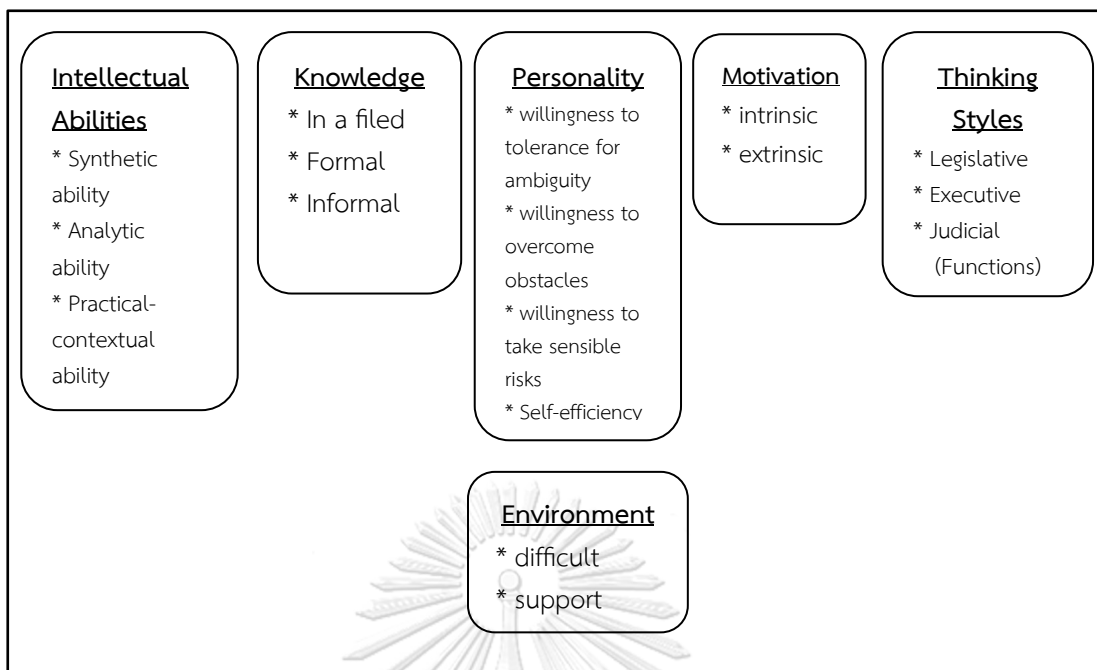 Intellectual
Abilities
* Synthetic
ability
* Analytic
ability
* Practical-
contextual
ability
Knowledge
* In a filed
* Formal
* Informal
Personality
* willingness to
tolerance for
ambiguity
* willingness to
overcome
obstacles
* willingness to
take sensible
risks
* Self-efficiency
Motivation
* intrinsic
* extrinsic
Thinking
Styles
* Legislative
* Executive
* Judicial
(Functions)
Environment
* difficult
* support